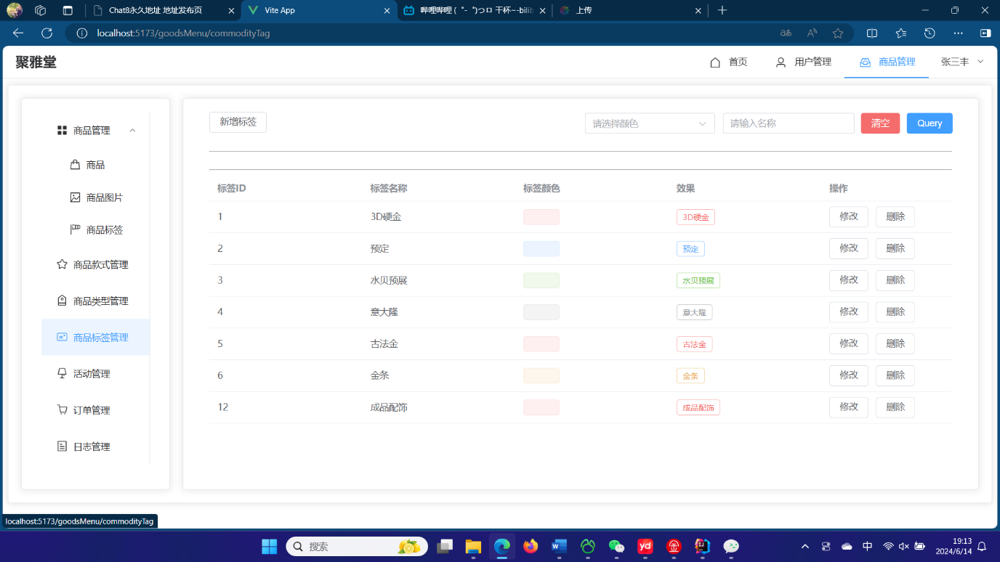 Chat8永久地址 地址发布页
Vite App
哔哩哔哩 (゜-゜)つロ 干杯~-bilib
上传
localhost:5173/goodsMenu/commodityTag
聚雅堂
首页
用户管理
商品管理
张三丰
商品管理
商品
商品图片
商品标签
商品款式管理
商品类型管理
商品标签管理
活动管理
订单管理
日志管理
新增标签
请选择颜色
请输入名称
清空
Query
标签ID 标签名称 标签颜色 效果 操作
1 3D硬金 3D硬金 修改 删除
2 预定 预定 修改 删除
3 水贝预展 水贝预展 修改 删除
4 意大隆 意大隆 修改 删除
5 古法金 古法金 修改 删除
6 金条 金条 修改 删除
12 成品配饰 成品配饰 修改 删除
localhost:5173/goodsMenu/commodityTag
搜索
中
19:13
2024/6/14